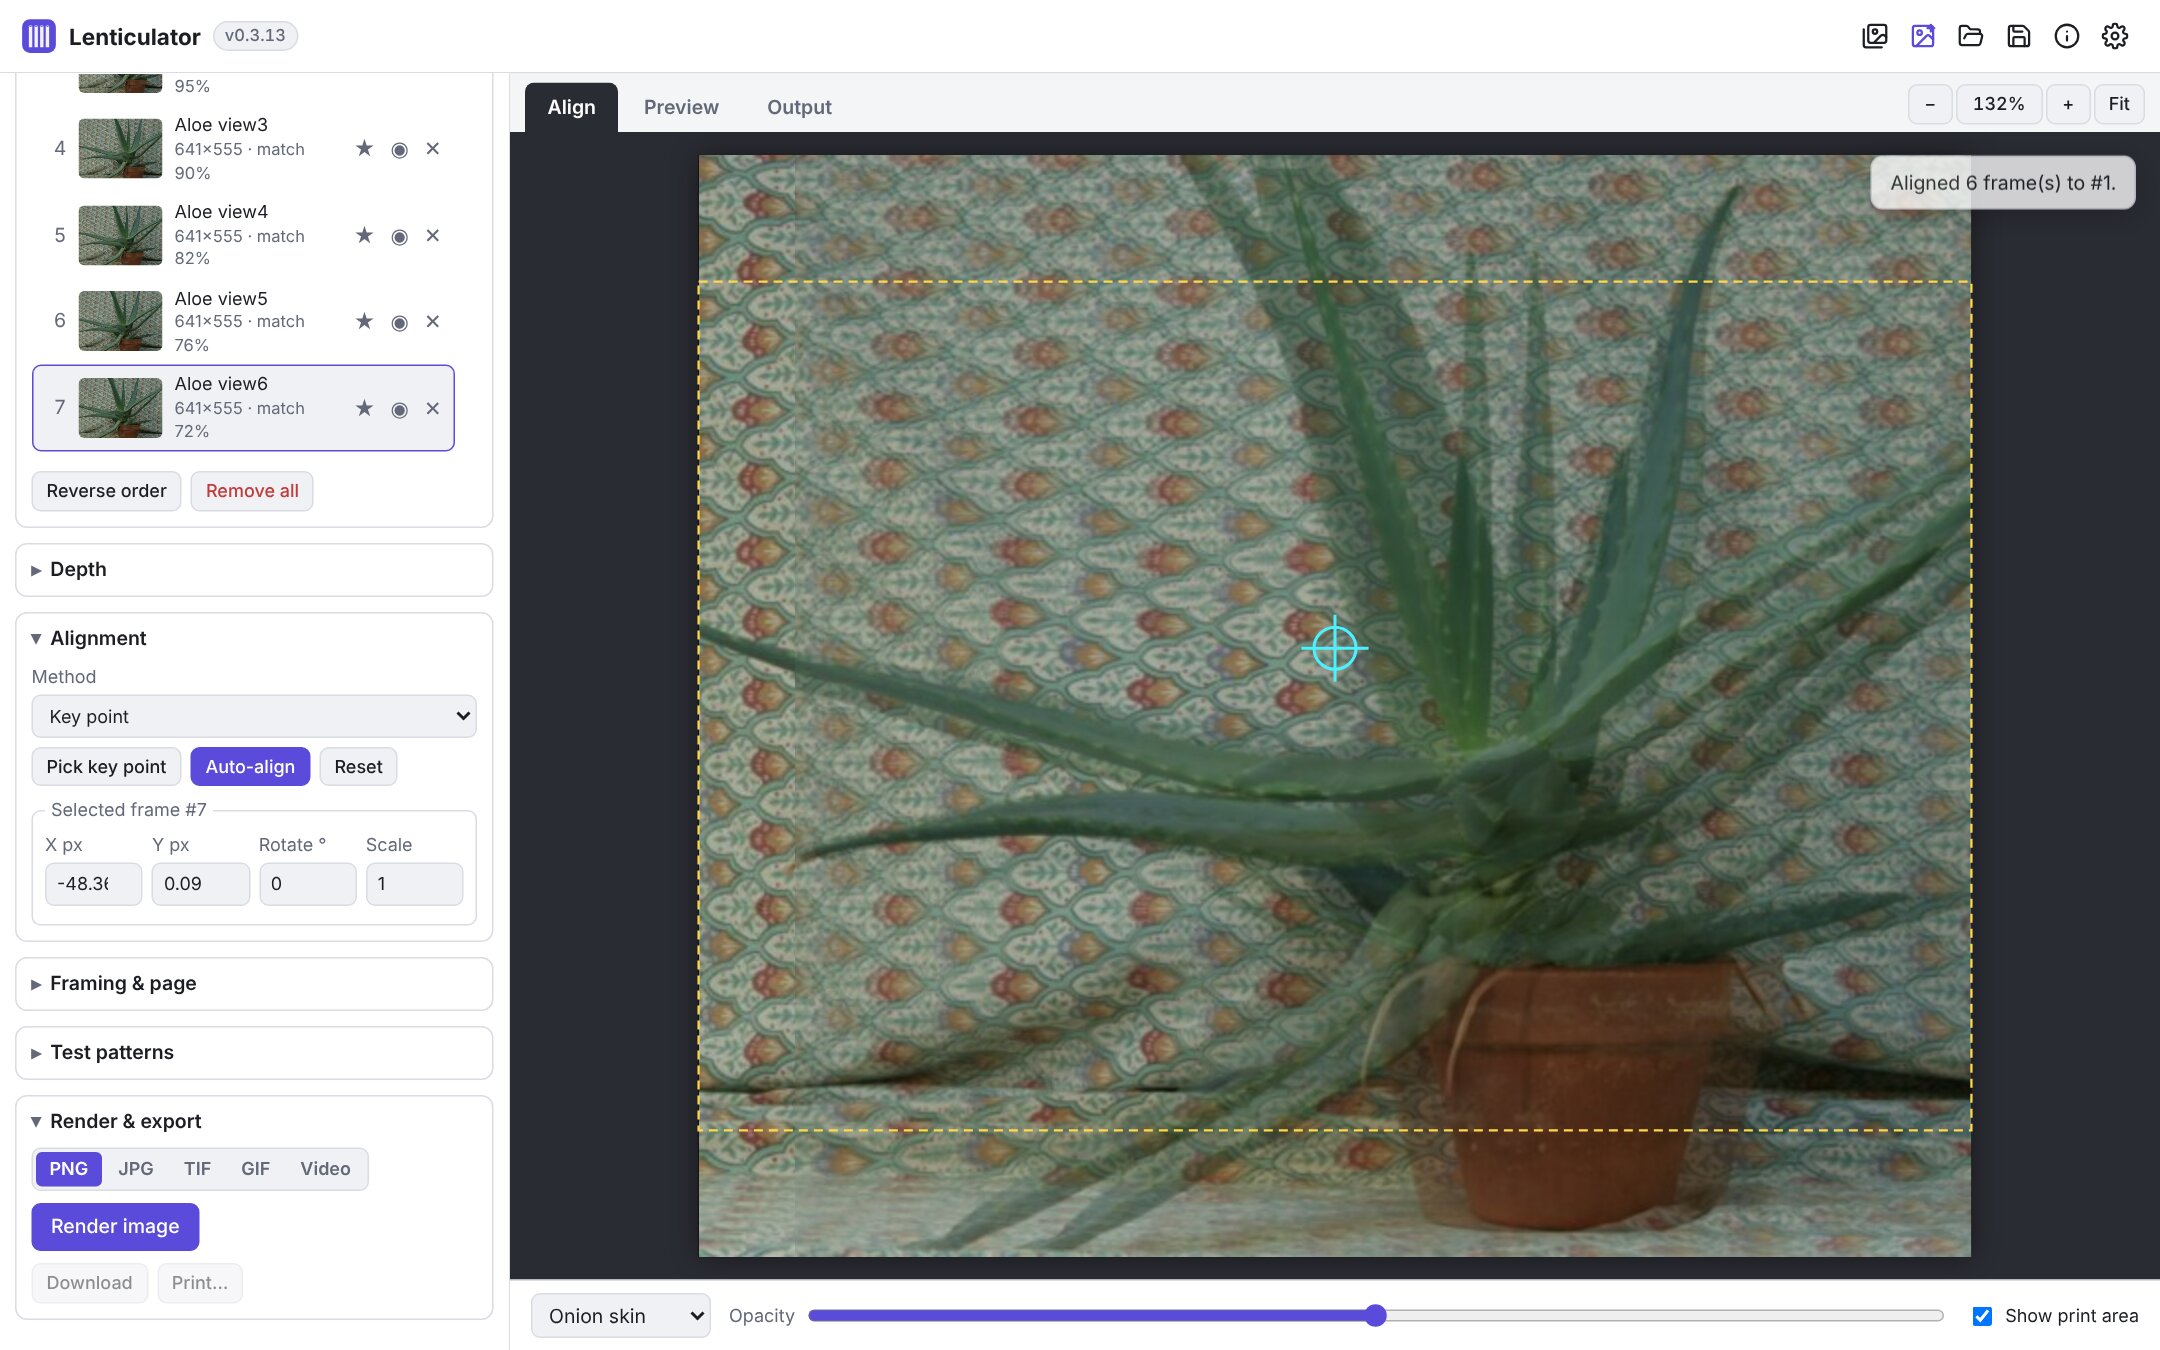 Lenticulator v0.3.13
95%
4 Aloe view3
641×555 · match
90%
5 Aloe view4
641×555 · match
82%
6 Aloe view5
641×555 · match
76%
7 Aloe view6
641×555 · match
72%
Reverse order Remove all
Depth
Alignment
Method
Key point
Pick key point Auto-align Reset
Selected frame #7
X px Y px Rotate ° Scale
-48.36 0.09 0 1
Framing & page
Test patterns
Render & export
PNG JPG TIF GIF Video
Render image
Download Print...
Align Preview Output
− 132% + Fit
Aligned 6 frame(s) to #1.
Onion skin Opacity Show print area